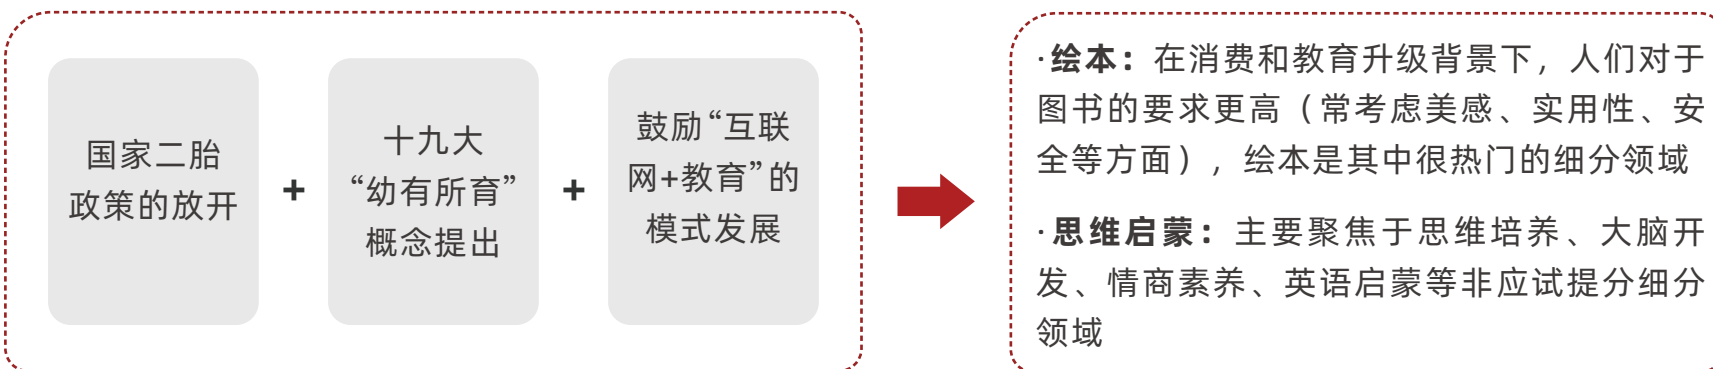 国家二胎
政策的放开
+
十九大
“幼有所育”
概念提出
+
鼓励“互联
网+教育”的
模式发展
·绘本：在消费和教育升级背景下，人们对于
图书的要求更高（常考虑美感、实用性、安
全等方面），绘本是其中很热门的细分领域
·思维启蒙：主要聚焦于思维培养、大脑开
发、情商素养、英语启蒙等非应试提分细分
领域